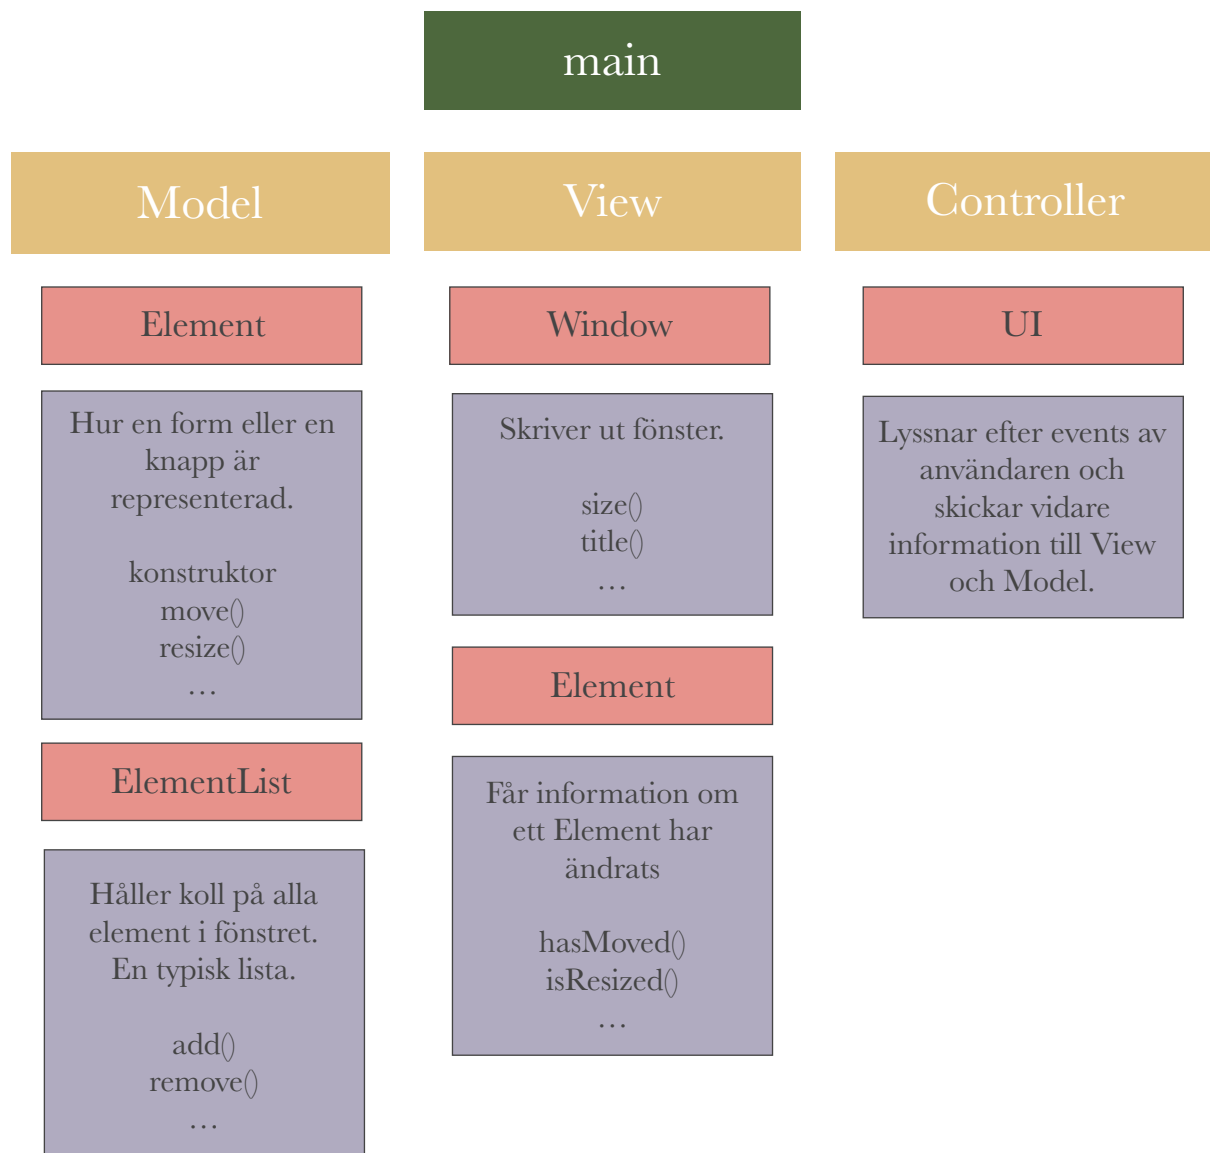 main
Model
View
Controller
Element
Hur en form eller en
knapp är
representerad.
konstruktor
move()
resize()
…
ElementList
Håller koll på alla
element i fönstret.
En typisk lista.
add()
remove()
…
Window
Skriver ut fönster.
size()
title()
…
Element
Får information om
ett Element har
ändrats
hasMoved()
isResized()
…
UI
Lyssnar efter events av
användaren och
skickar vidare
information till View
och Model.